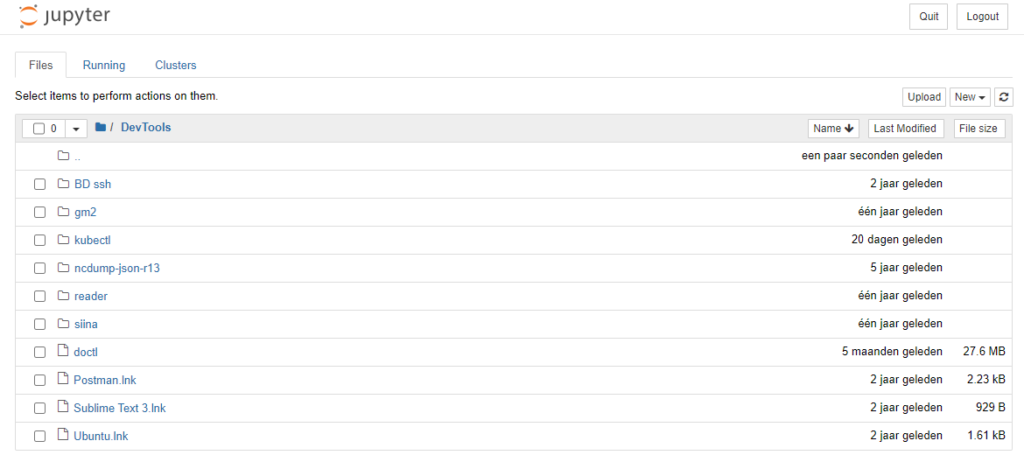 jupyter Quit Logout
Files Running Clusters
Select items to perform actions on them. Upload New
0 / DevTools Name Last Modified File size
.. een paar seconden geleden
BD ssh 2 jaar geleden
gm2 één jaar geleden
kubectl 20 dagen geleden
ncdump-json-r13 5 jaar geleden
reader één jaar geleden
siina één jaar geleden
doctl 5 maanden geleden 27.6 MB
Postman.lnk 2 jaar geleden 2.23 kB
Sublime Text 3.lnk 2 jaar geleden 929 B
Ubuntu.lnk 2 jaar geleden 1.61 kB